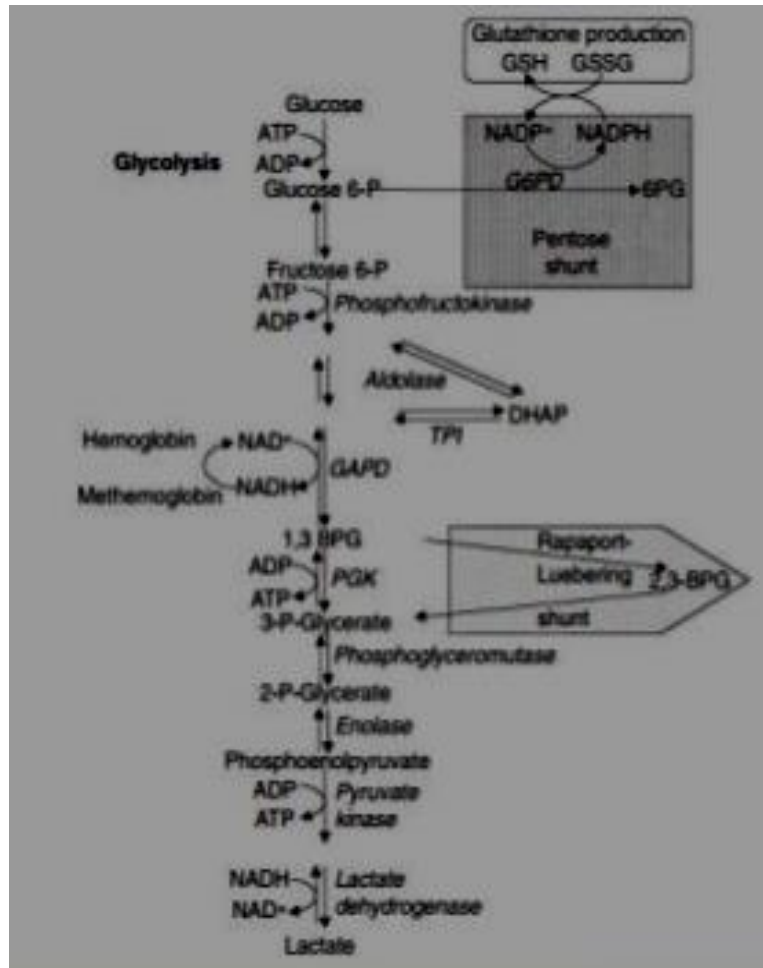 Glutathione production
GSH GSSG
Glucose
ATP
NADP+ NADPH
Glycolysis
ADP
G6PD
Glucose 6-P
6PG
Pentose
shunt
Fructose 6-P
ATP
Phosphofructokinase
ADP
Aldolase
DHAP
TPI
Hemoglobin
NAD+
GAPD
Methemoglobin
NADH
1,3 BPG
Rapaport-
ADP
PGK
Luebering
2,3-BPG
ATP
3-P-Glycerate
shunt
Phosphoglyceromutase
2-P-Glycerate
Enolase
Phosphoenolpyruvate
ADP
Pyruvate
ATP
kinase
NADH
Lactate
NAD+
dehydrogenase
Lactate